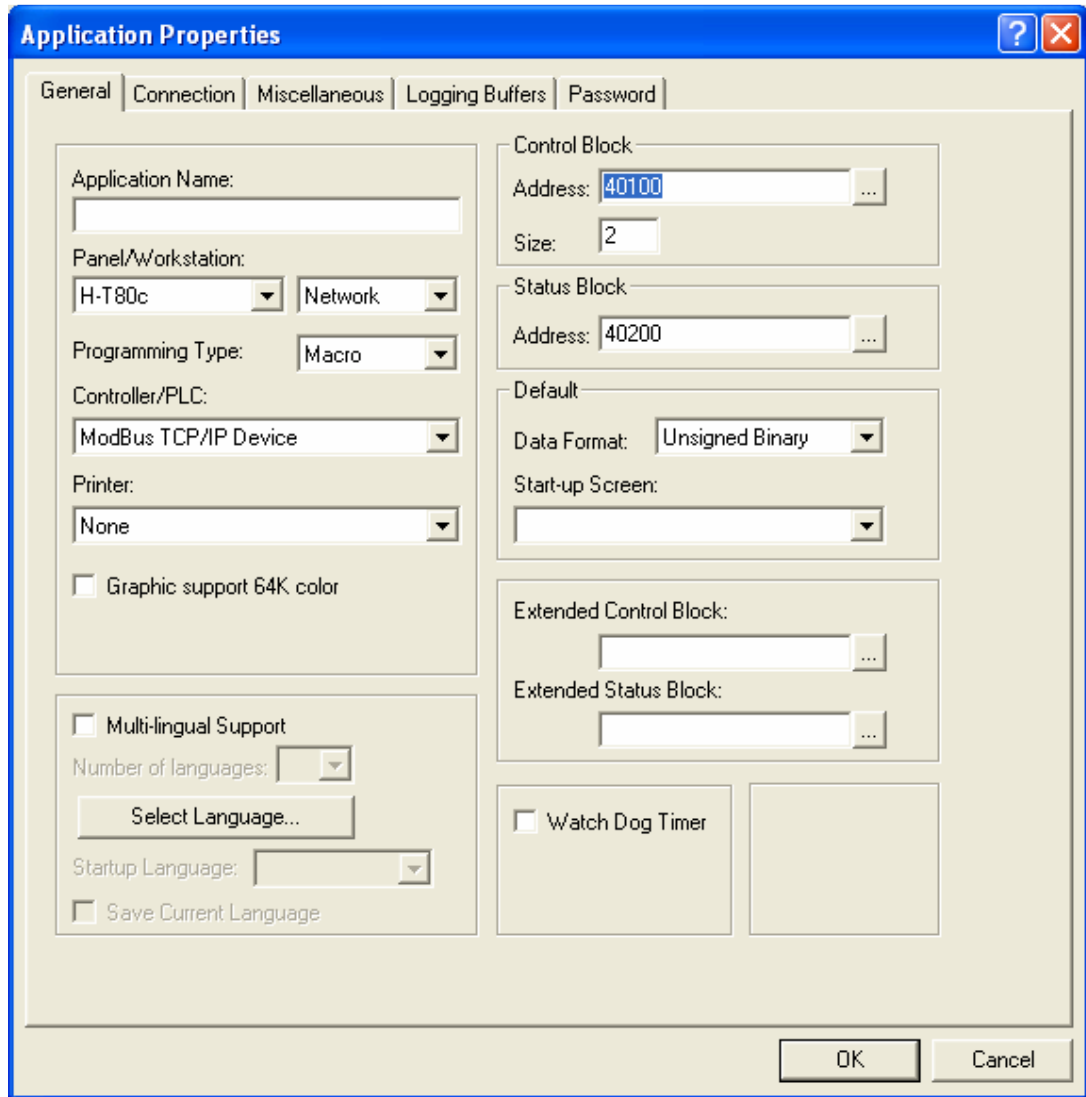 Application Properties
General Connection Miscellaneous Logging Buffers Password
Application Name:
Panel/Workstation:
H-T80c Network
Programming Type: Macro
Controller/PLC:
ModBus TCP/IP Device
Printer:
None
Graphic support 64K color
Multi-lingual Support
Number of languages:
Select Language...
Startup Language:
Save Current Language
Control Block
Address: 40100 ...
Size: 2
Status Block
Address: 40200 ...
Default
Data Format: Unsigned Binary
Start-up Screen:
Extended Control Block:
...
Extended Status Block:
...
Watch Dog Timer
OK Cancel